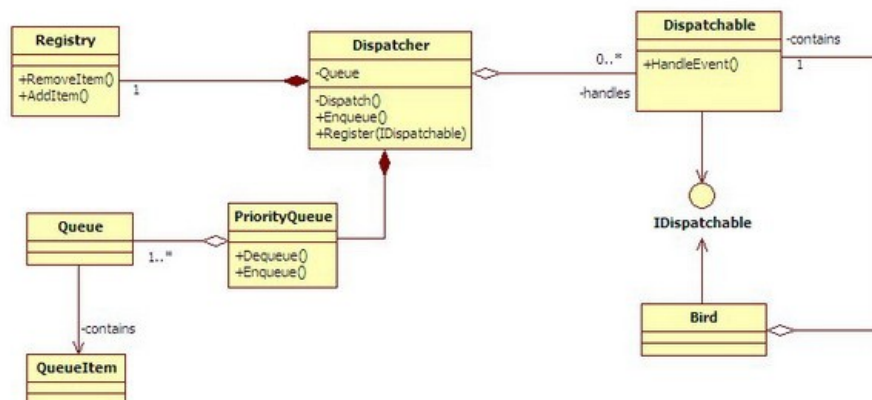 Registry
+RemoveItem()
+AddItem()
1
Dispatcher
-Queue
-Dispatch()
+Enqueue()
+Register(IDispatchable)
0..*
-handles
Dispatchable
+HandleEvent()
-contains
1
IDispatchable
Queue
1..*
PriorityQueue
+Dequeue()
+Enqueue()
-contains
QueueItem
Bird